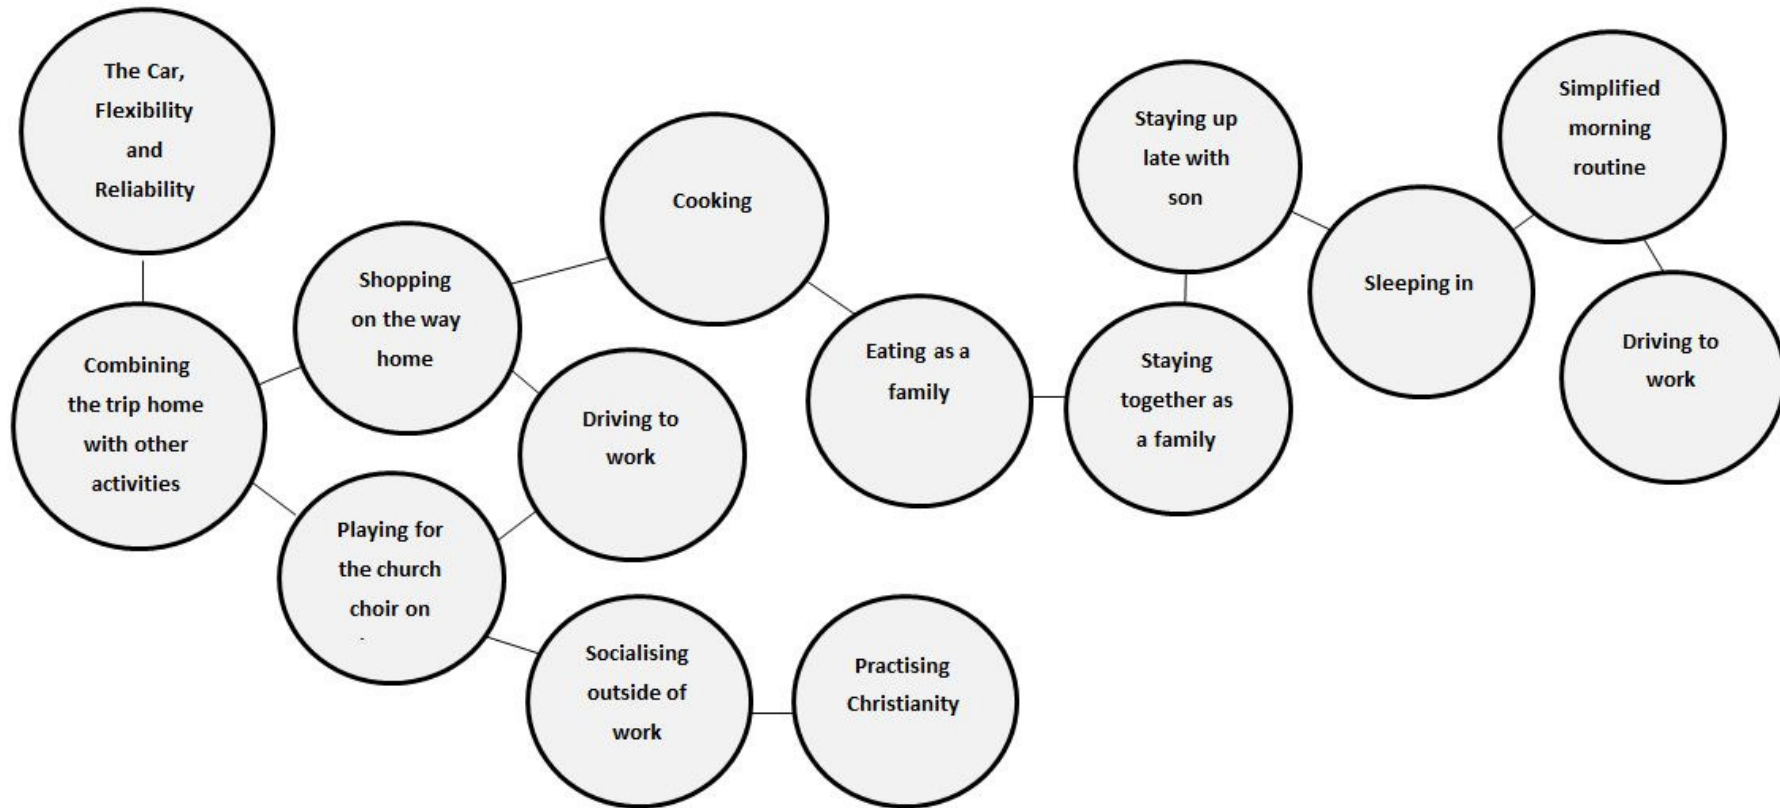 The Car,
Flexibility
and
Reliability
Combining
the trip home
with other
activities
Shopping
on the way
home
Cooking
Driving to
work
Playing for
the church
choir on
Socialising
outside of
work
Practising
Christianity
Eating as a
family
Staying
together as
a family
Staying up
late with
son
Sleeping in
Simplified
morning
routine
Driving to
work